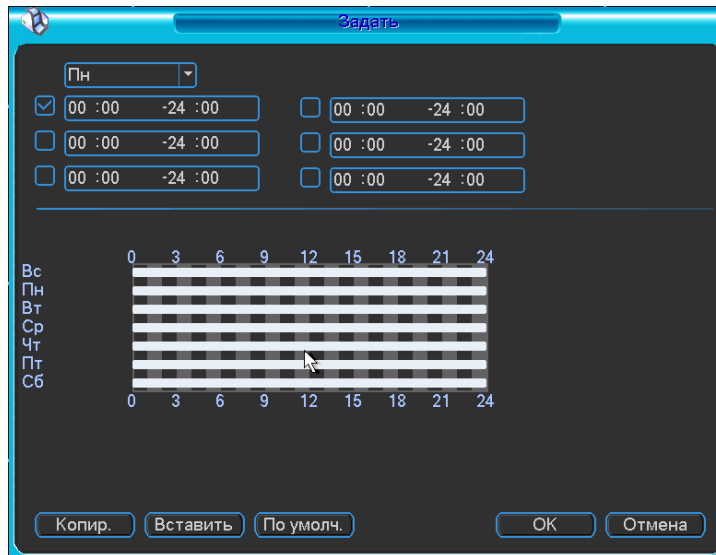 Задать
Пн
00 :00 -24 :00 00 :00 -24 :00
00 :00 -24 :00 00 :00 -24 :00
00 :00 -24 :00 00 :00 -24 :00
0 3 6 9 12 15 18 21 24
Вс
Пн
Вт
Ср
Чт
Пт
Сб
0 3 6 9 12 15 18 21 24
Копир. Вставить По умолч. OK Отмена